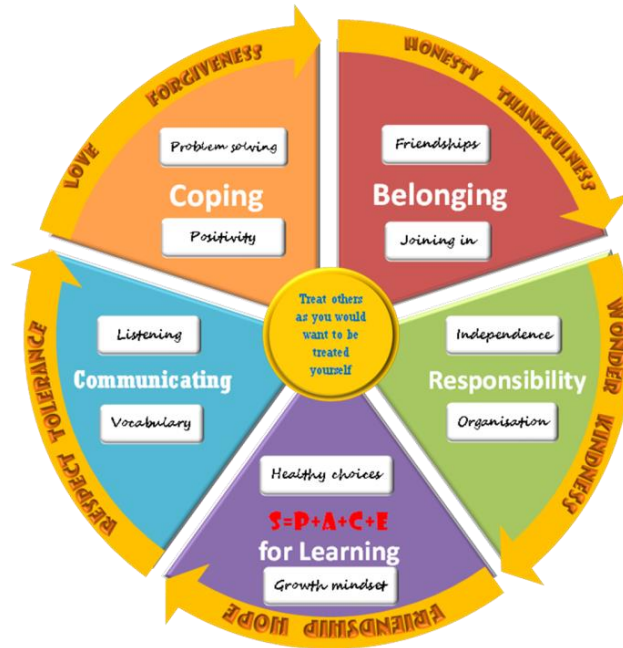 LOVE FORGIVENESS
HONESTY THANKFULNESS
WONDER KINDNESS
FRIENDSHIP HOPE
RESPECT TOLERANCE
Problem solving
Coping
Positivity
Friendships
Belonging
Joining in
Independence
Responsibility
Organisation
Healthy choices
S=P+A+C+E
for Learning
Growth mindset
Listening
Communicating
Vocabulary
Treat others
as you would
want to be
treated
yourself